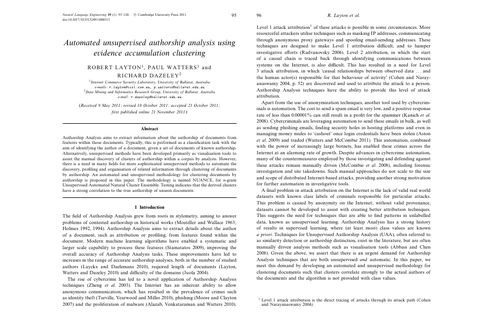 Natural Language Engineering 19 (1): 95–120. © Cambridge University Press 2011
95
Automated unsupervised authorship analysis using
evidence accumulation clustering
ROBERT LAYTON, PAUL WATTERS and
RICHARD DAZELEY
Internet Commerce Security Laboratory, University of Ballarat, Australia
Data Mining and Informatics Research Group, University of Ballarat, Australia
(Received 9 May 2011; revised 13 October 2011; accepted 21 October 2011;
first published online 21 November 2011)
Abstract
Authorship Analysis aims to extract information about the authorship of documents from
features within those documents. Typically, this is performed as a classification task with the
aim of identifying the author of a document, given a set of documents of known authorship.
Alternatively, unsupervised methods have been developed primarily as visualisation tools to
assist the manual discovery of clusters of authorship within a corpus by analysts. However,
there is a need in many fields for more sophisticated unsupervised methods to automate the
discovery, profiling and organisation of related information through clustering of documents
by authorship. An automated and unsupervised methodology for clustering documents by
authorship is proposed in this paper. The methodology is named NUANCE, for n-gram
Unsupervised Automated Natural Cluster Ensemble. Testing indicates that the derived clusters
have a strong correlation to the true authorship of unseen documents.
1 Introduction
The field of Authorship Analysis grew from roots in stylometry, aiming to answer
problems of contested authorship in historical works (Mosteller and Wallace 1963;
Holmes 1992, 1994). Authorship Analysis aims to extract details about the author
of a document, such as attribution or profiling, from features found within the
document. Modern machine learning algorithms have enabled a systematic and
larger scale capability to process these features (Stamatatos 2009), improving the
overall accuracy of Authorship Analysis tasks. These improvements have led to
increases in the range of accurate authorship analysis, both in the number of studied
authors (Luyckx and Daelemans 2010), required length of documents (Layton,
Watters and Dazeley 2010) and difficulty of the domains (Juola 2004).
The rise of cybercrime has led to a novel application of Authorship Analysis
techniques (Zheng et al. 2003). The Internet has an inherent ability to allow
anonymous communication, which has resulted in the prevalence of crimes such
as identity theft (Turville, Yearwood and Miller 2010), phishing (Moore and Clayton
2007) and the proliferation of malware (Alazab, Venkataraman and Watters 2010).
96
R. Layton et al.
Level 1 attack attribution¹ of these attacks is possible in some circumstances. More
resourceful attackers utilise techniques such as masking IP addresses, communicating
through anonymous proxy gateways and spoofing email-sending addresses. These
techniques are designed to make Level 1 attribution difficult, and to hamper
investigative efforts (Radvanovsky 2006). Level 2 attribution, in which the start
of a causal chain is traced back through identifying communications between
systems on the Internet, is also difficult. This has resulted in a need for Level
3 attack attribution, in which 'causal relationships between observed data ... and
the human actor(s) responsible for that behaviour of activity' (Cohen and Naray-
anaswamy 2004, p. 52) are discovered and used to attribute the attack to a person.
Authorship Analysis techniques have the ability to provide this level of attack
attribution.
Apart from the use of anonymisation techniques, another tool used by cybercrim-
inals is automation. The cost to send a spam email is very low, and a positive response
rate of less than 0.00001% can still result in a profit for the spammer (Kanich et al.
2008). Cybercriminals are leveraging automation to send these emails in bulk, as well
as sending phishing emails, finding security holes in hosting platforms and even in
managing money mules to 'cashout' once login credentials have been stolen (Aston
et al. 2009) and traded (Watters and McCombie 2011). This automation, combined
with the power of increasingly large botnets, has enabled these crimes across the
Internet at an alarming rate of growth. Despite advances in cybercrime automation,
many of the countermeasures employed by those investigating and defending against
these attacks remain manually driven (McCombie et al. 2008), including forensic
investigation and site takedowns. Such manual approaches do not scale to the size
and scope of distributed Internet-based attacks, providing another strong motivation
for further automation in investigative tools.
A final problem in attack attribution on the Internet is the lack of valid real world
datasets with known class labels of criminals responsible for particular attacks.
This problem is caused by anonymity on the Internet; without valid provenance,
datasets cannot be used to assist with creating better attribution techniques.
This suggests the need for techniques that are able to find patterns in unlabelled
data, known as unsupervised learning. Authorship Analysis has a strong history
of results in supervised learning, where (at least most) class values are known
a priori. Techniques for Unsupervised Authorship Analysis (UAA), often referred to
as similarity detection or authorship distinction, exist in the literature, but are often
manually driven analysis methods such as visualisation tools (Abbasi and Chen
2008). Given the above, we assert that there is an urgent demand for Authorship
Analysis techniques that are both unsupervised and automatic. In this paper, we
meet this demand by developing an automated and unsupervised methodology for
clustering documents such that clusters correlate strongly to the actual authors of
the documents and the algorithm is not provided with class values.
¹ Level 1 attack attribution is the direct tracing of attacks through its attack path (Cohen
and Narayanaswamy 2004).